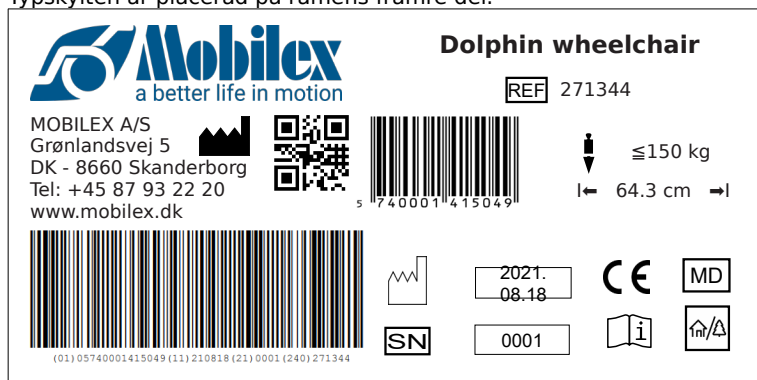 Typskylten är placerad på ramens främre del.
Mobilex
a better life in motion
Dolphin wheelchair
REF 271344
MOBILEX A/S
Grønlandsvej 5
DK - 8660 Skanderborg
Tel: +45 87 93 22 20
www.mobilex.dk
5 740001 415049
≦150 kg
64.3 cm
(01)05740001415049(11)210818(21)0001(240)271344
2021.
08.18
CE
MD
SN
0001
i